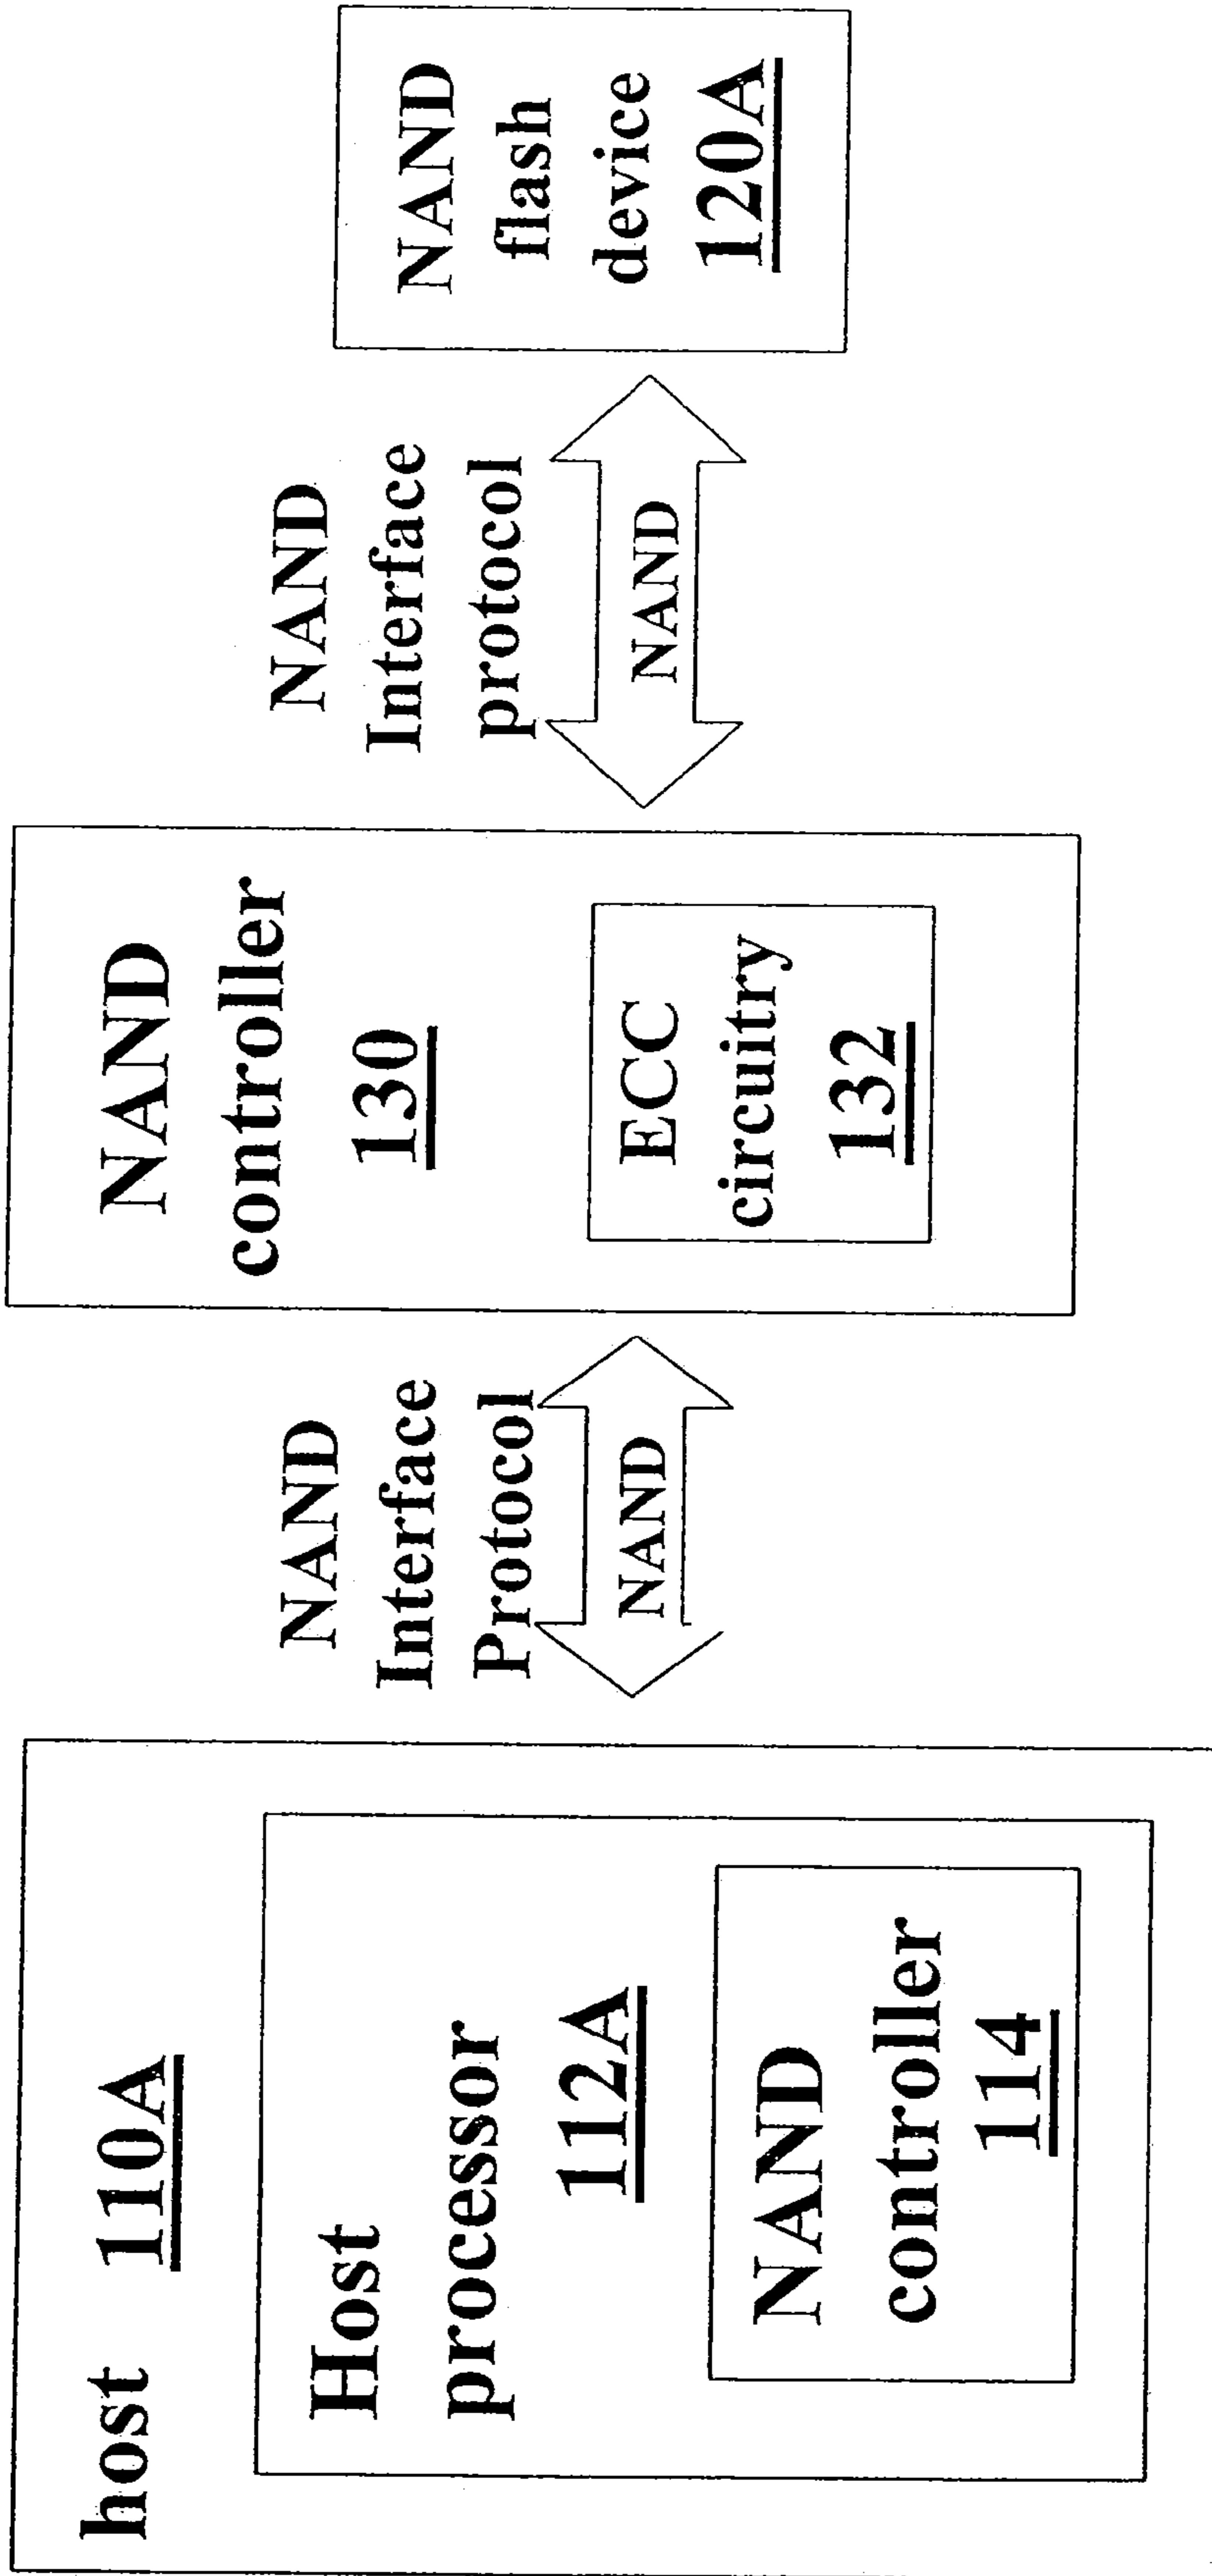 host 110A
Host
processor
112A
NAND
controller
114
NAND
Interface
Protocol
NAND
NAND
controller
130
ECC
circuitry
132
NAND
Interface
protocol
NAND
NAND
flash
device
120A